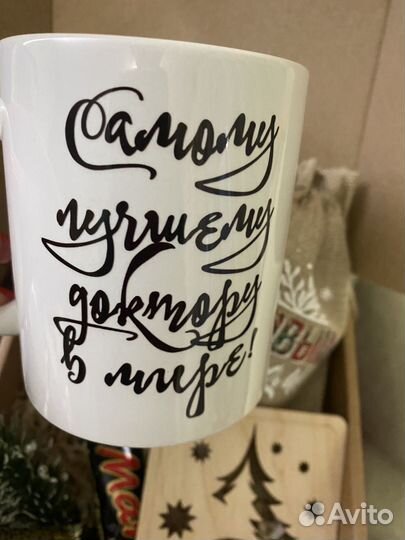 Самому
лучшему
доктору
в мире!
Avito